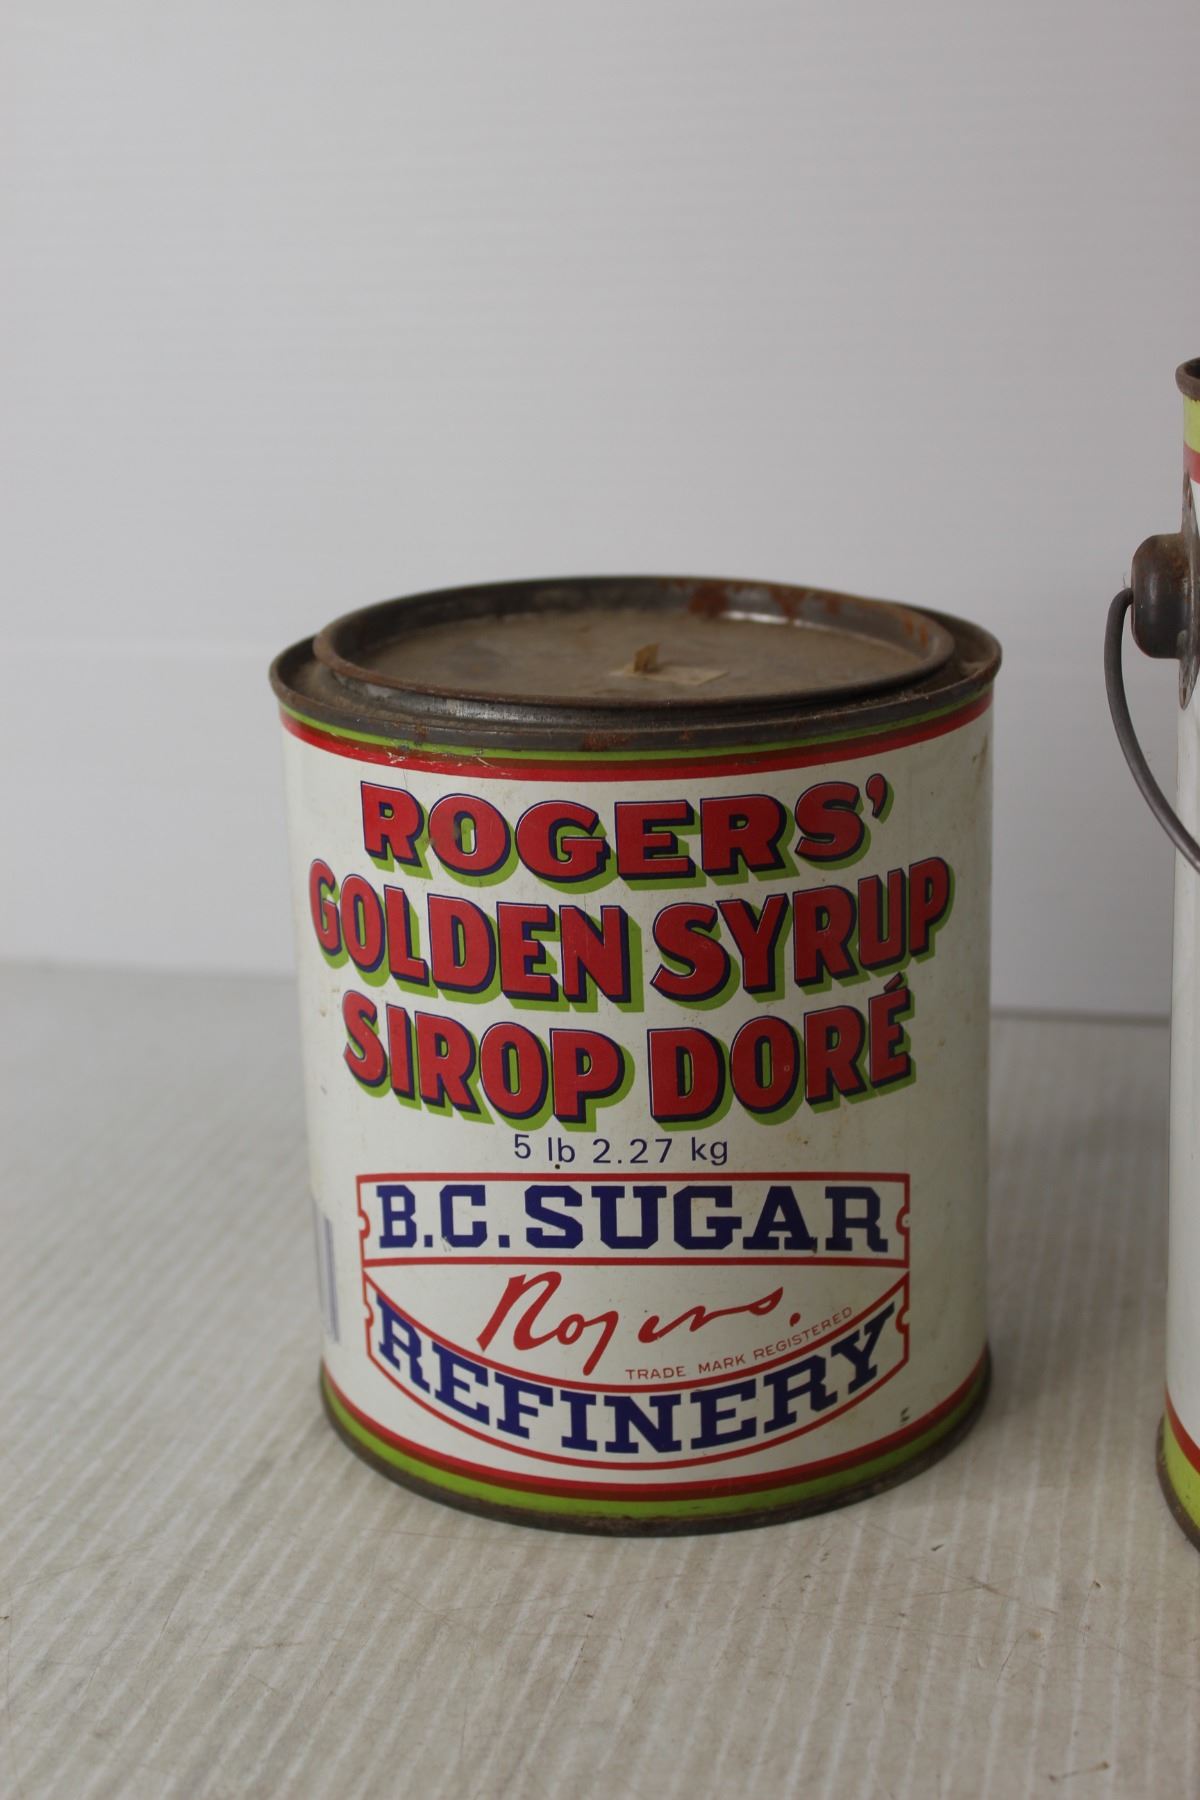 ROGERS'
GOLDEN SYRUP
SIROP DORÉ
5 lb 2.27 kg
B.C. SUGAR
Rogers.
TRADE MARK REGISTERED
REFINERY